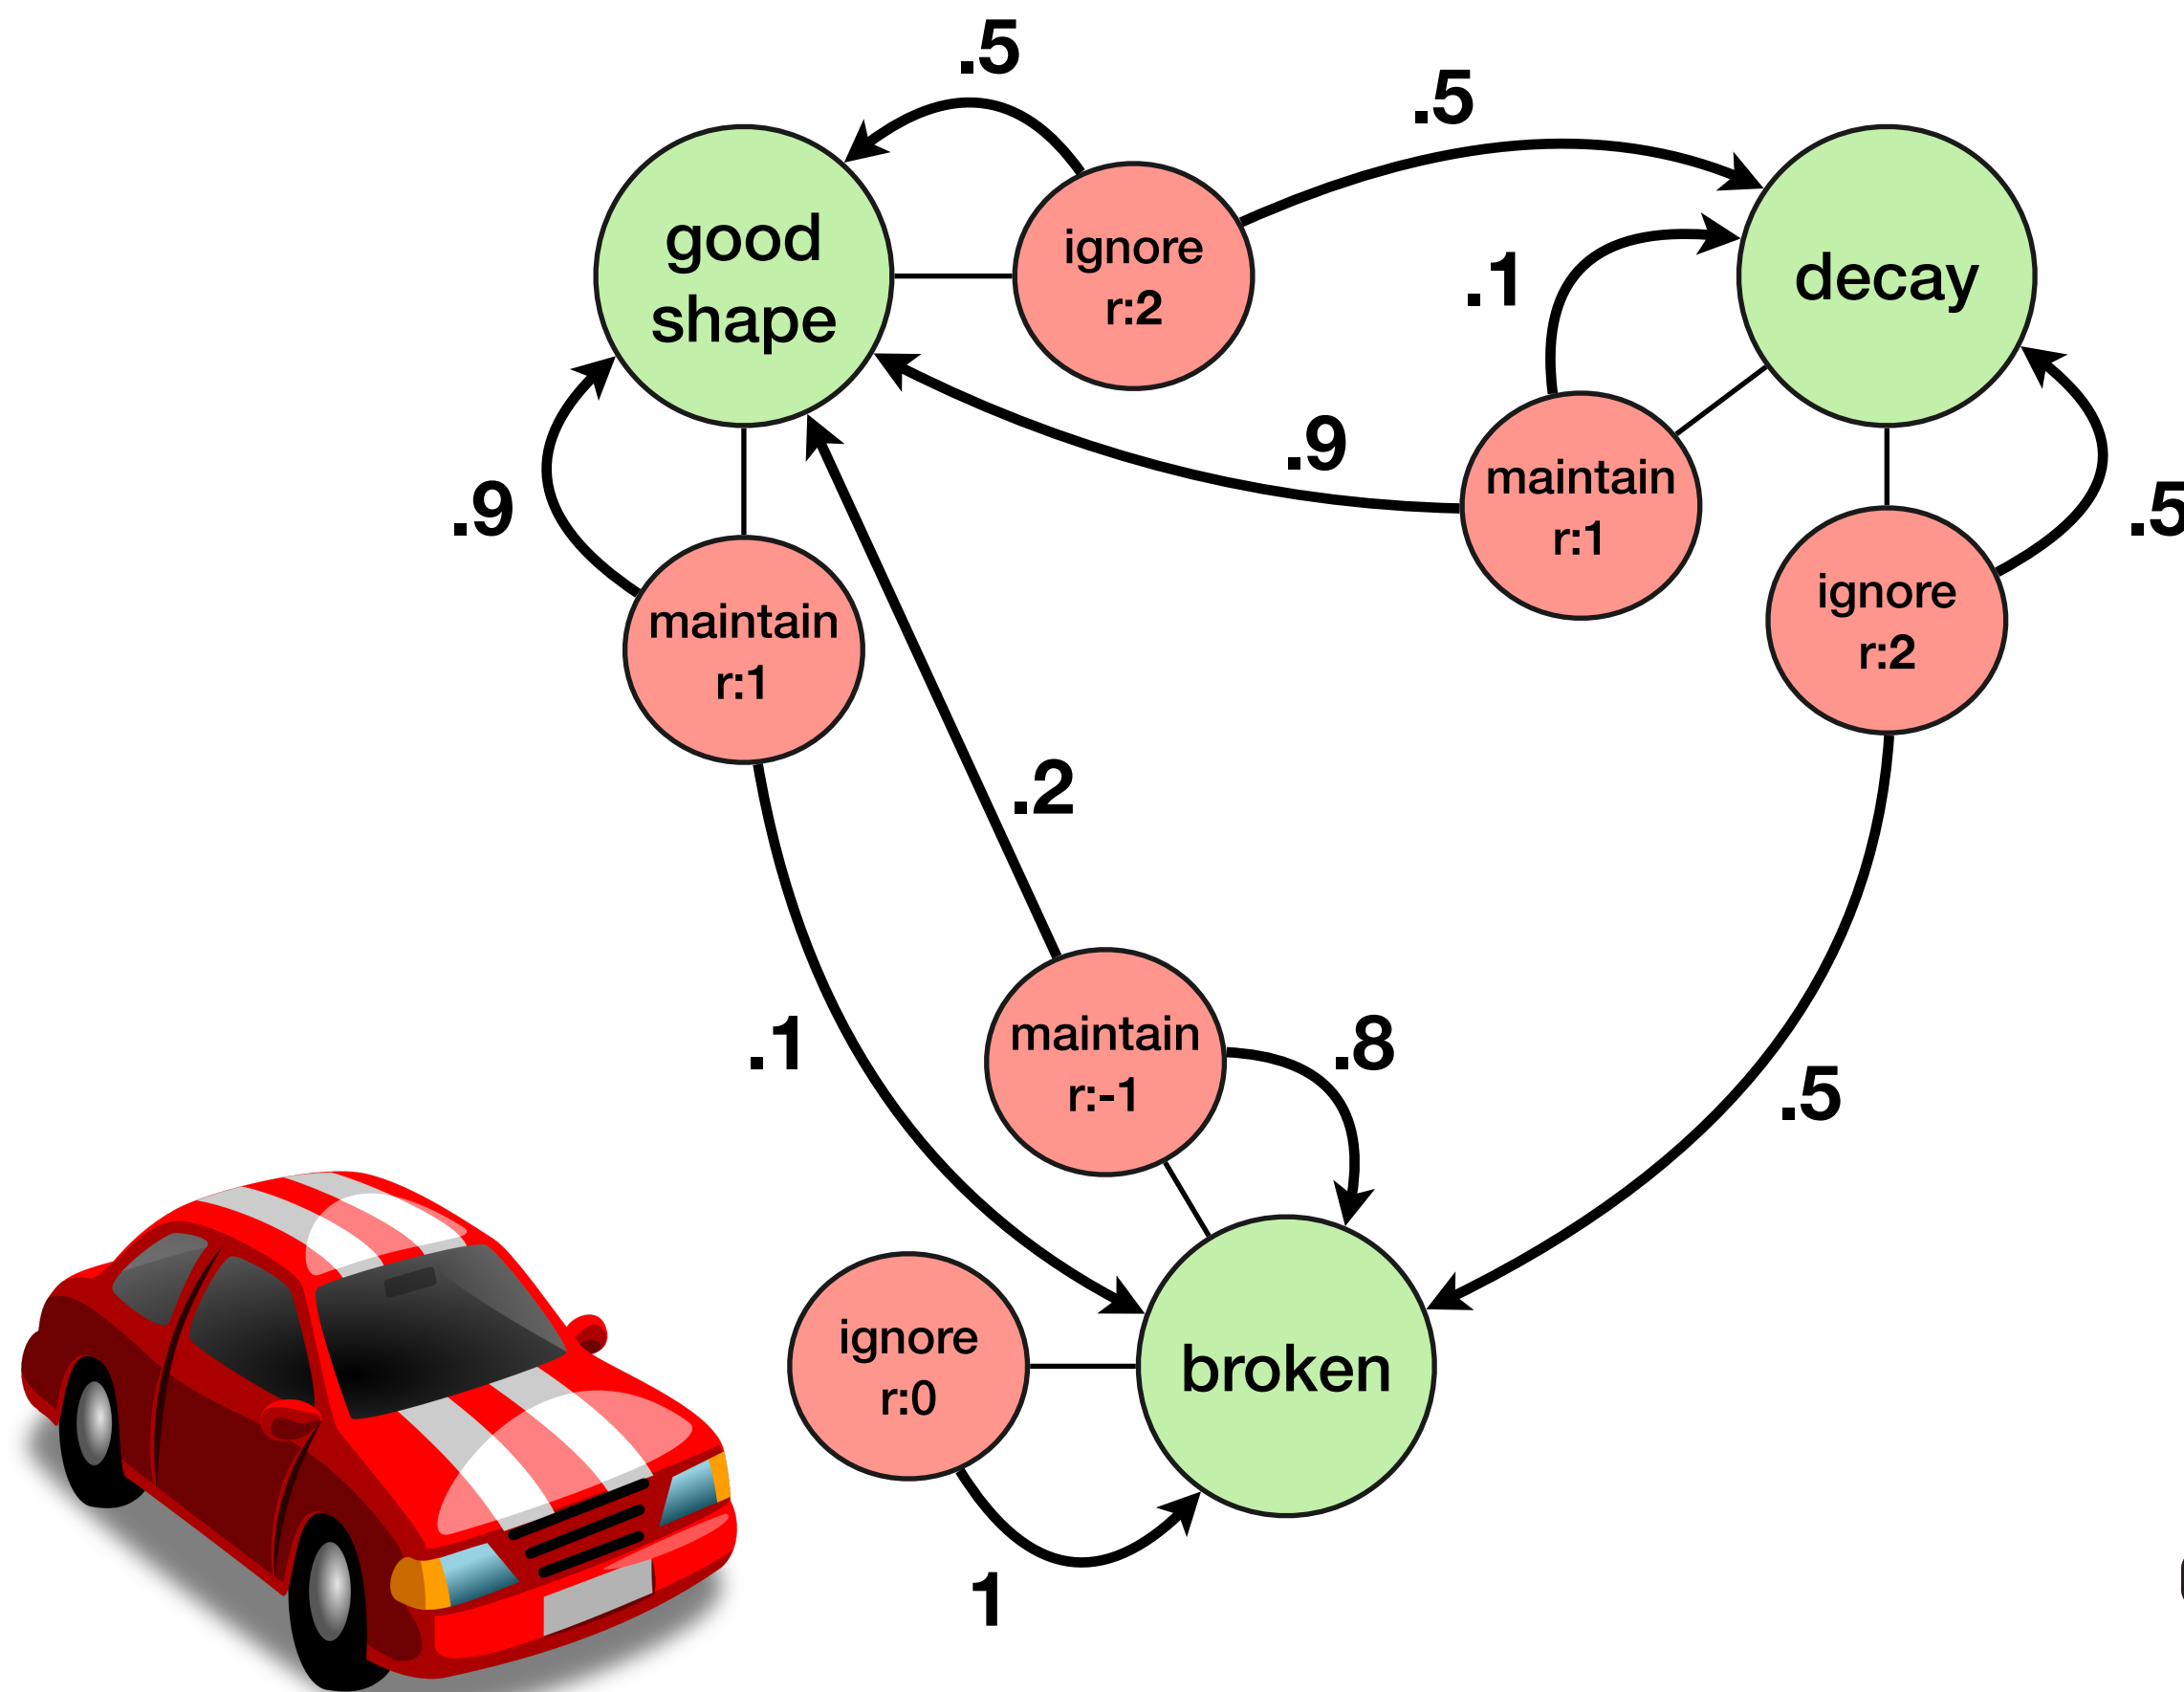 .5
.5
good
shape
ignore
r:2
decay
.1
.9
maintain
r:1
.9
maintain
r:1
ignore
r:2
.5
.2
maintain
r:-1
.1
.8
.5
ignore
r:0
broken
1